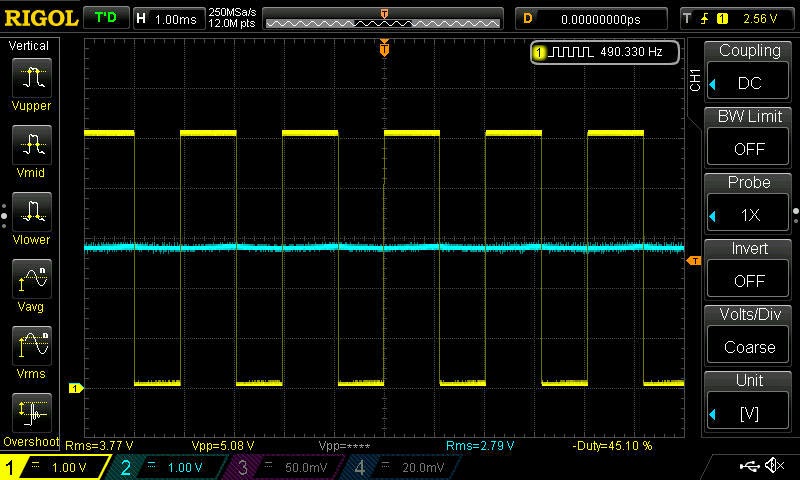 RIGOL T'D H 1.00ms 250MSa/s 12.0M pts T D 0.00000000ps T 1 2.56 V
Vertical
Vupper
Vmid
Vlower
Vavg
Vrms
Overshoot
T
1 490.330 Hz
T
1
Rms=3.77 V Vpp=5.08 V Vpp=**** Rms=2.79 V -Duty=45.10 %
CH1
Coupling
DC
BW Limit
OFF
Probe
1X
Invert
OFF
Volts/Div
Coarse
Unit
[V]
1 1.00 V 2 1.00 V 3 50.0mV 4 20.0mV